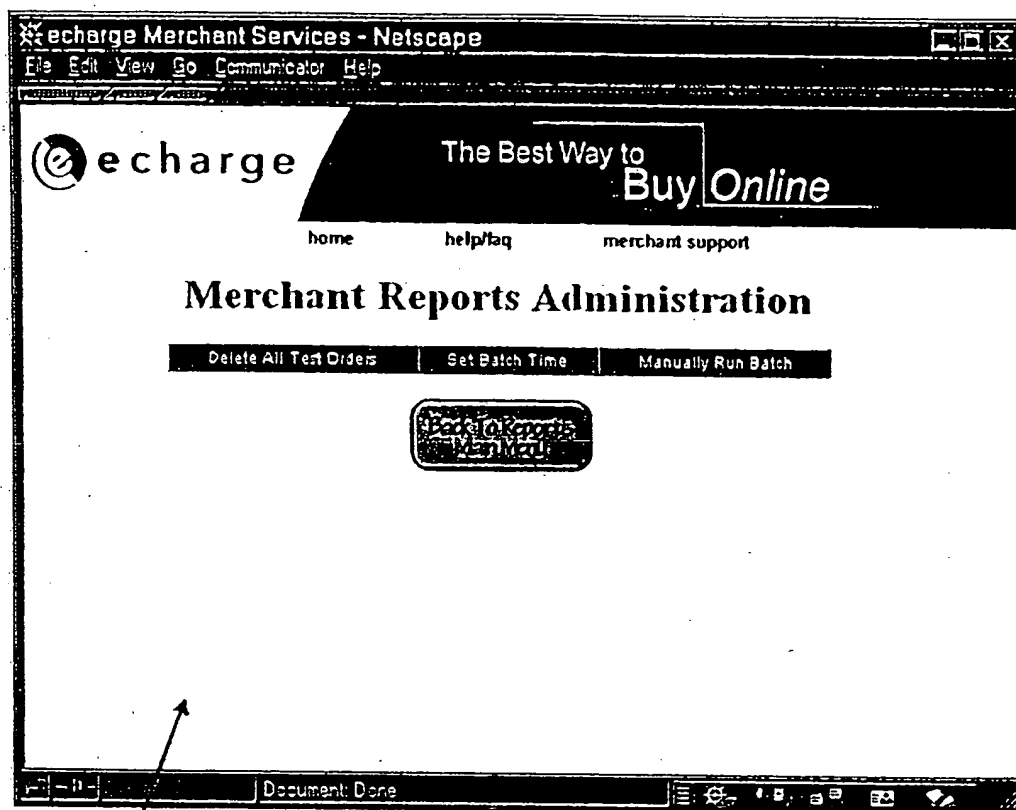 echarge Merchant Services - Netscape
File Edit View Go Communicator Help
echarge
The Best Way to
Buy Online
home help/faq merchant support
Merchant Reports Administration
Delete All Test Orders Set Batch Time Manually Run Batch
Back To Reports
Main Menu
Document: Done